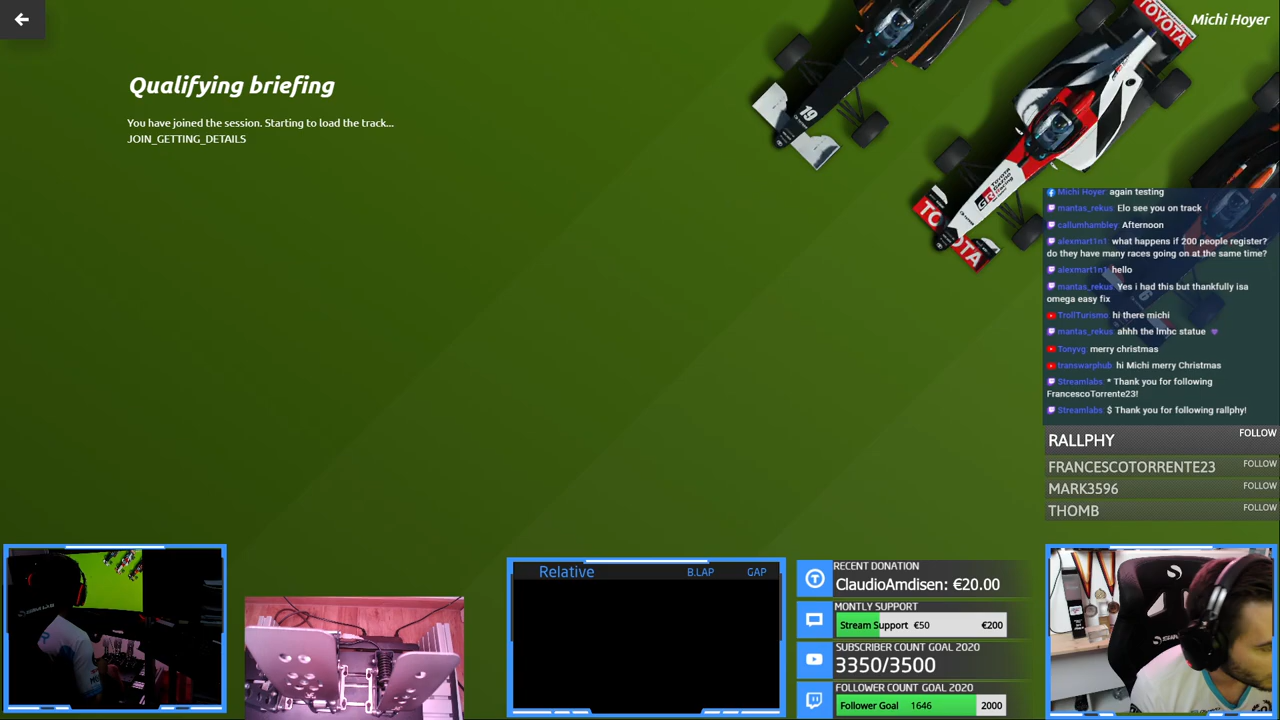 Michi Hoyer
Qualifying briefing
You have joined the session. Starting to load the track...
JOIN_GETTING_DETAILS
TOYOTA
19
GR
Michi Hoyer: again testing
mantas_rekus: Elo see you on track
callumhambley: Afternoon
alexmart1n1: what happens if 200 people register?
do they have many races going on at the same time?
alexmart1n1: hello
mantas_rekus: Yes i had this but thankfully isa
omega easy fix
TrollTurismo: hi there michi
mantas_rekus: ahhh the lmhc statue
Tonyvg: merry christmas
transwarphub: hi Michi merry Christmas
Streamlabs: * Thank you for following
FrancescoTorrente23!
Streamlabs: $ Thank you for following rallphy!
RALLPHY FOLLOW
FRANCESCOTORRENTE23 FOLLOW
MARK3596 FOLLOW
THOMB FOLLOW
Relative B.LAP GAP
RECENT DONATION
ClaudioAmdisen: €20.00
MONTLY SUPPORT
Stream Support €50 €200
SUBSCRIBER COUNT GOAL 2020
3350/3500
FOLLOWER COUNT GOAL 2020
Follower Goal 1646 2000